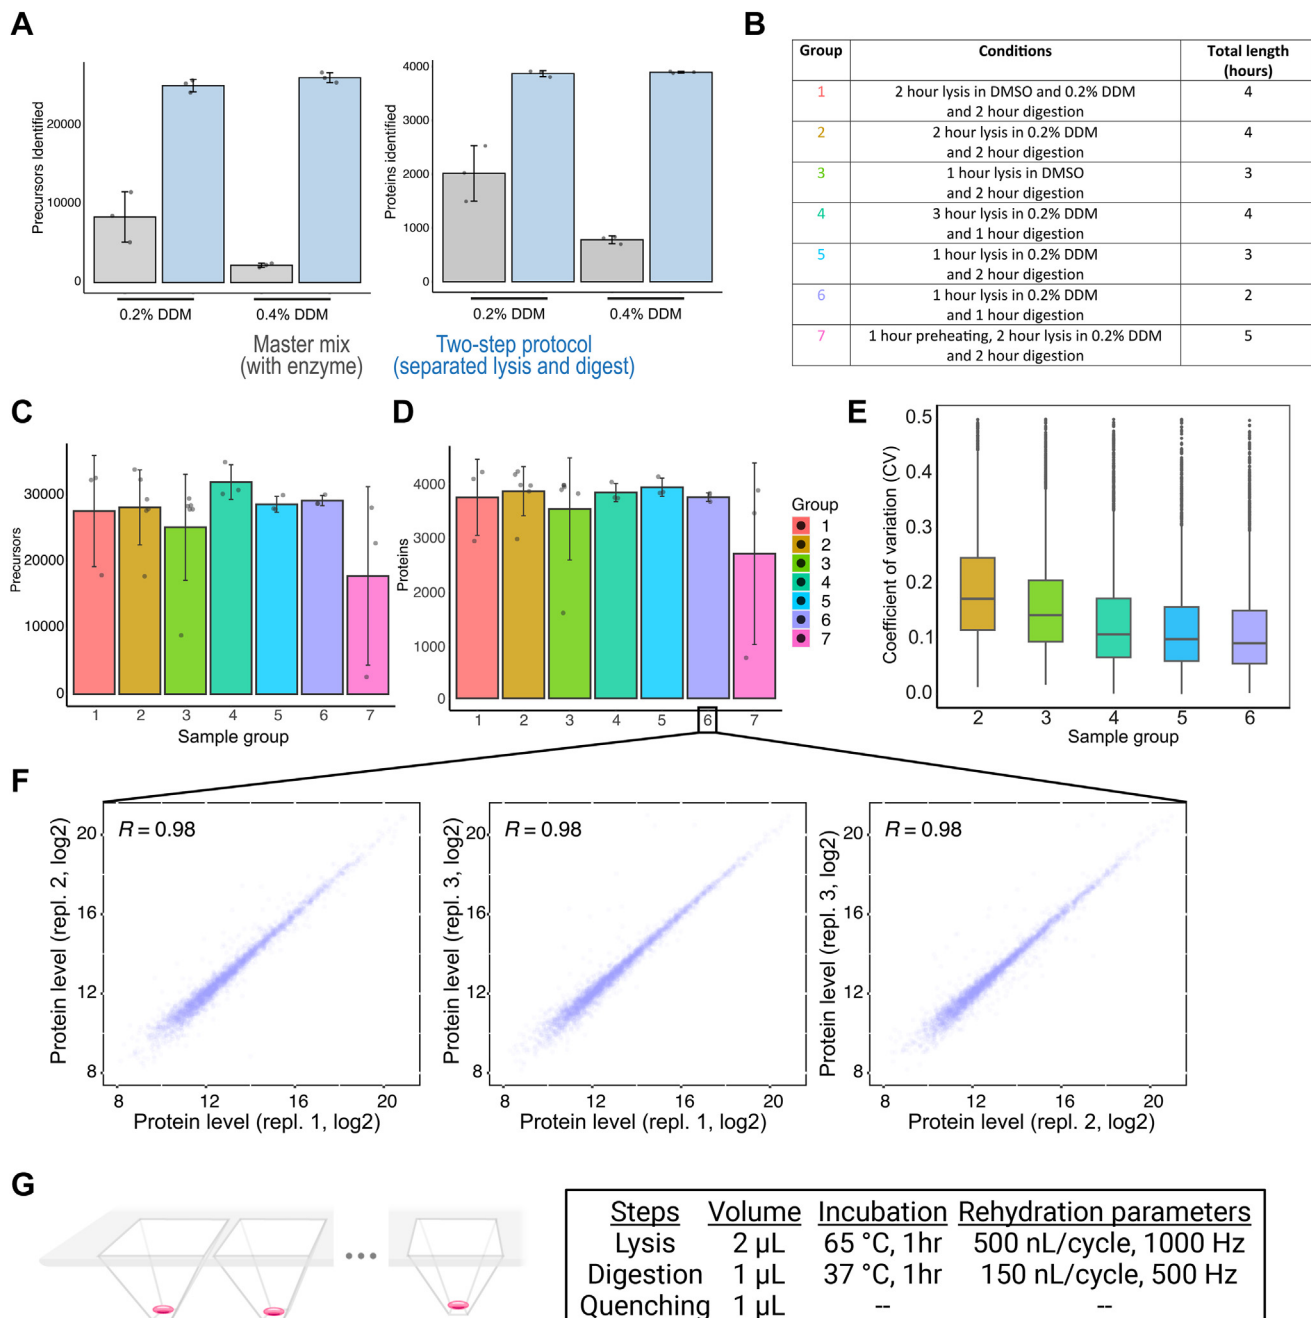 A
Precursors Identified
20000
10000
0
0.2% DDM
0.4% DDM
Proteins identified
4000
3000
2000
1000
0
0.2% DDM
0.4% DDM
Master mix
(with enzyme)
Two-step protocol
(separated lysis and digest)
B
Group Conditions Total length
(hours)
1 2 hour lysis in DMSO and 0.2% DDM 4
and 2 hour digestion
2 2 hour lysis in 0.2% DDM 4
and 2 hour digestion
3 1 hour lysis in DMSO 3
and 2 hour digestion
4 3 hour lysis in 0.2% DDM 4
and 1 hour digestion
5 1 hour lysis in 0.2% DDM 3
and 2 hour digestion
6 1 hour lysis in 0.2% DDM 2
and 1 hour digestion
7 1 hour preheating, 2 hour lysis in 0.2% DDM 5
and 2 hour digestion
C
Precursors
30000
20000
10000
0
1 2 3 4 5 6 7
Sample group
D
Proteins
4000
3000
2000
1000
0
1 2 3 4 5 6 7
Group
1
2
3
4
5
6
7
E
Coefficient of variation (CV)
0.5
0.4
0.3
0.2
0.1
0.0
2 3 4 5 6
Sample group
F
Protein level (repl. 2, log2)
R = 0.98
20
16
12
8
8 12 16 20
Protein level (repl. 1, log2)
Protein level (repl. 3, log2)
R = 0.98
20
16
12
8
8 12 16 20
Protein level (repl. 1, log2)
Protein level (repl. 3, log2)
R = 0.98
20
16
12
8
8 12 16 20
Protein level (repl. 2, log2)
G
Steps Volume Incubation Rehydration parameters
Lysis 2 µL 65 °C, 1hr 500 nL/cycle, 1000 Hz
Digestion 1 µL 37 °C, 1hr 150 nL/cycle, 500 Hz
Quenching 1 µL -- --